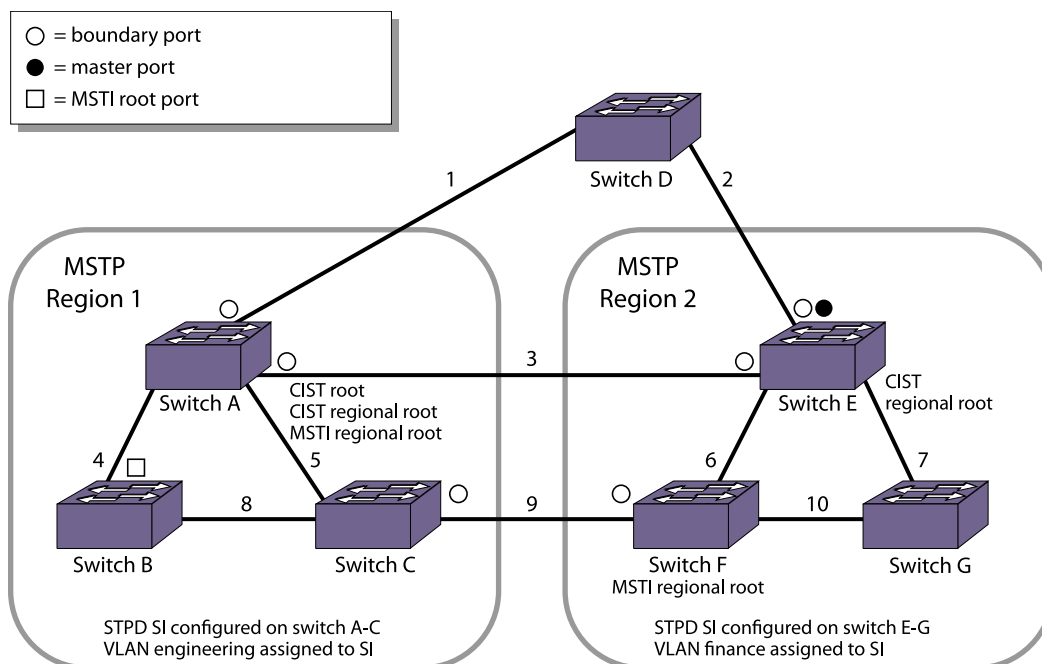 = boundary port
= master port
= MSTI root port
Switch D
1
2
MSTP
Region 1
MSTP
Region 2
3
Switch A
CIST root
CIST regional root
MSTI regional root
Switch E
CIST
regional root
4
5
6
7
8
9
10
Switch B
Switch C
Switch F
MSTI regional root
Switch G
STPD SI configured on switch A-C
VLAN engineering assigned to SI
STPD SI configured on switch E-G
VLAN finance assigned to SI